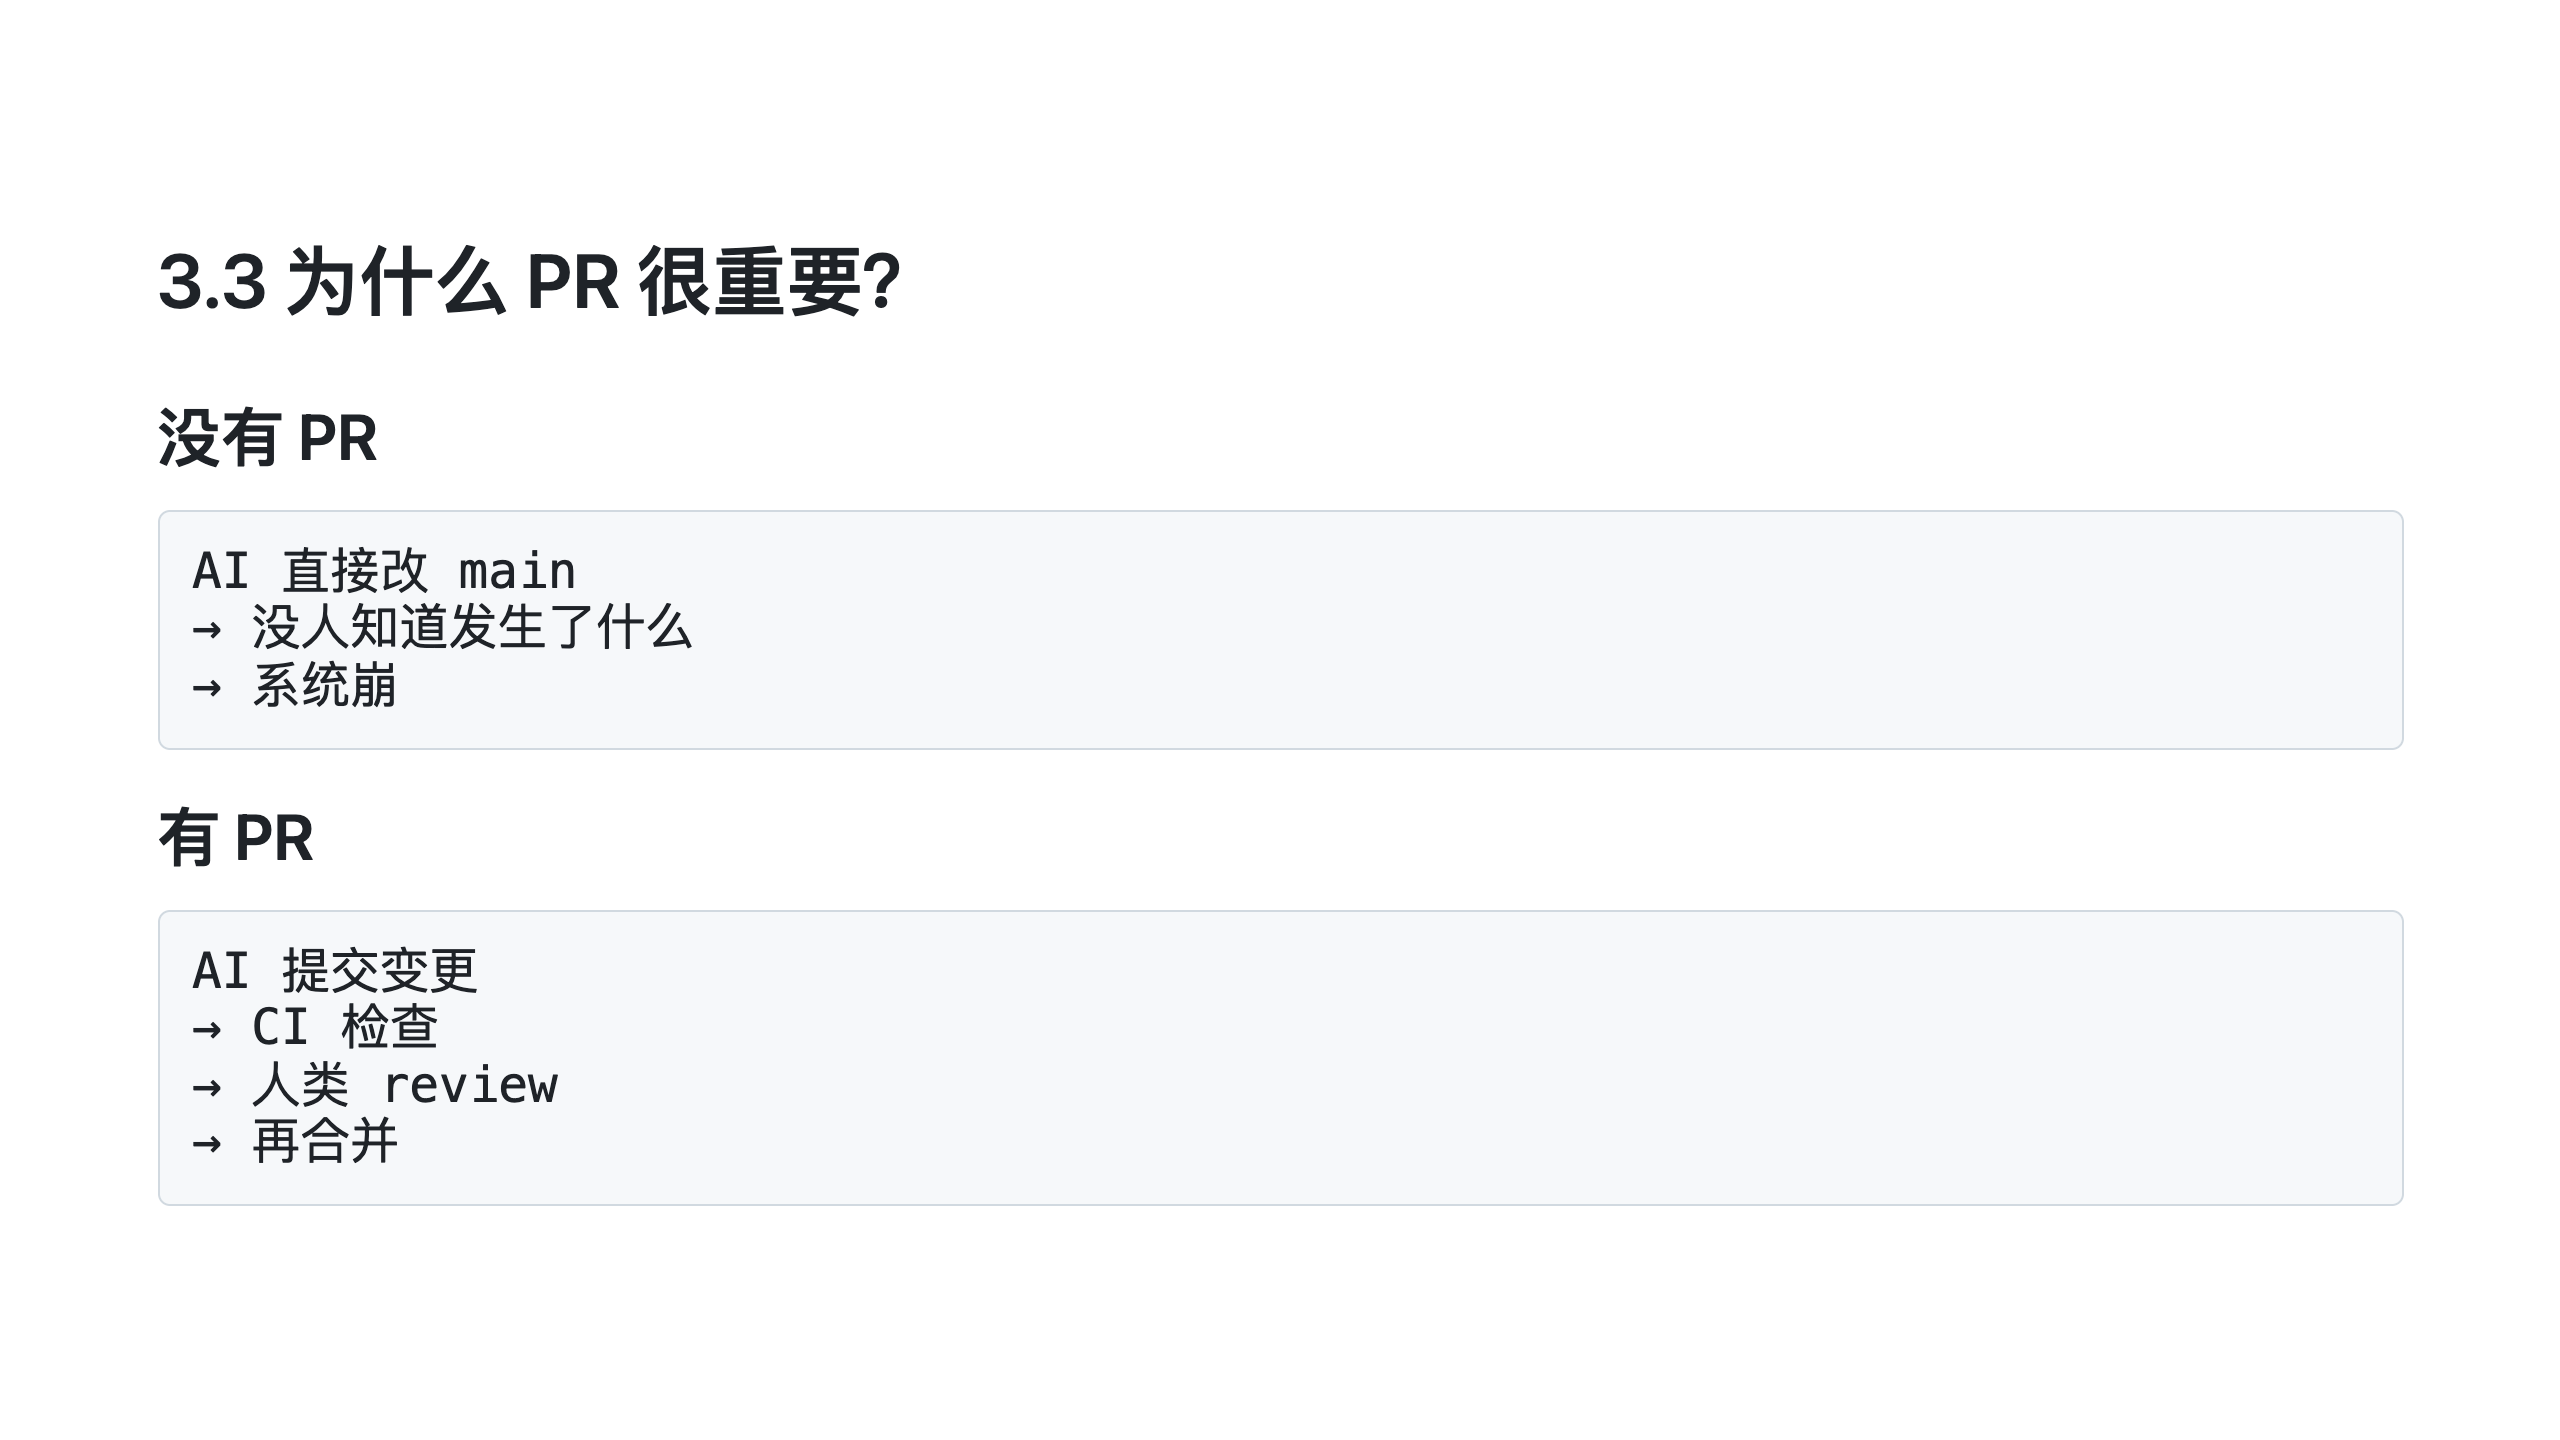 3.3 为什么 PR 很重要?
没有 PR
AI 直接改 main
→ 没人知道发生了什么
→ 系统崩
有 PR
AI 提交变更
→ CI 检查
→ 人类 review
→ 再合并